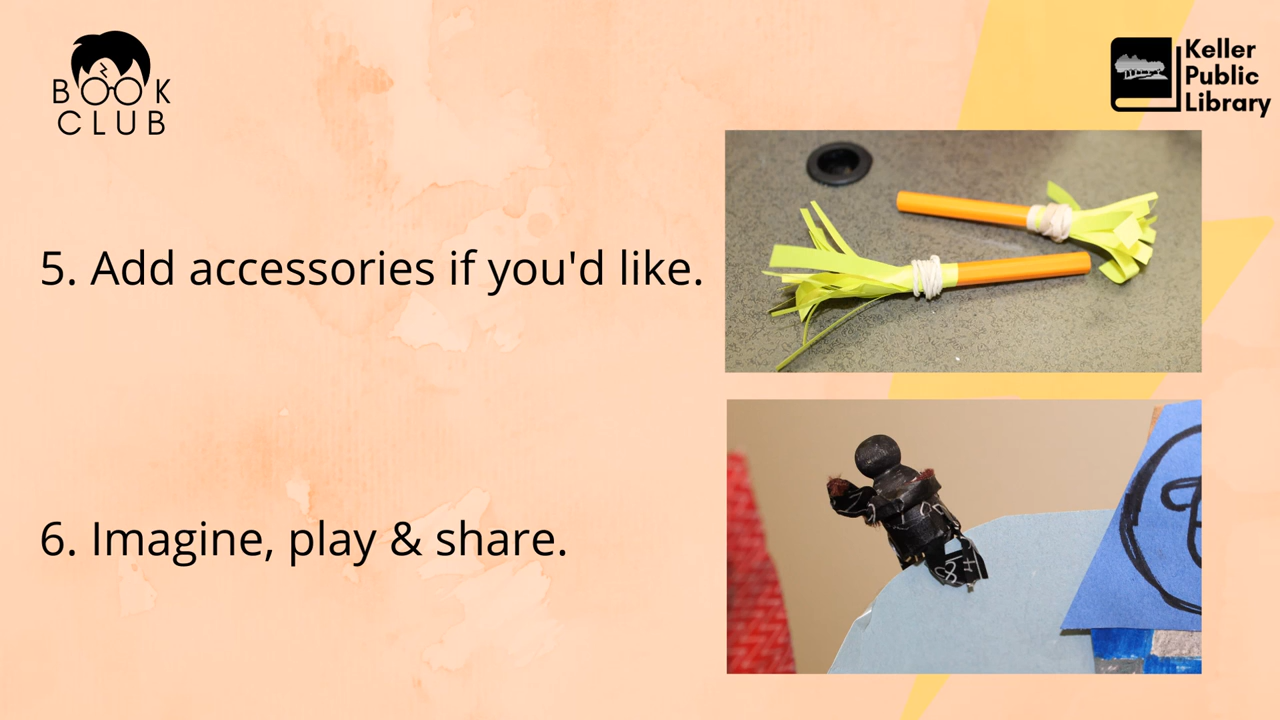 BOOK
CLUB
Keller
Public
Library
5. Add accessories if you'd like.
6. Imagine, play & share.